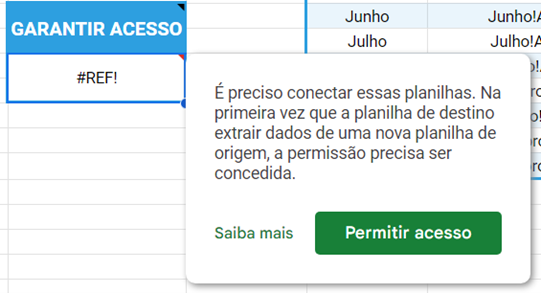 GARANTIR ACESSO
#REF!
Junho
Junho!A
Julho
Julho!A
É preciso conectar essas planilhas. Na
primeira vez que a planilha de destino
extrair dados de uma nova planilha de
origem, a permissão precisa ser
concedida.
Saiba mais
Permitir acesso